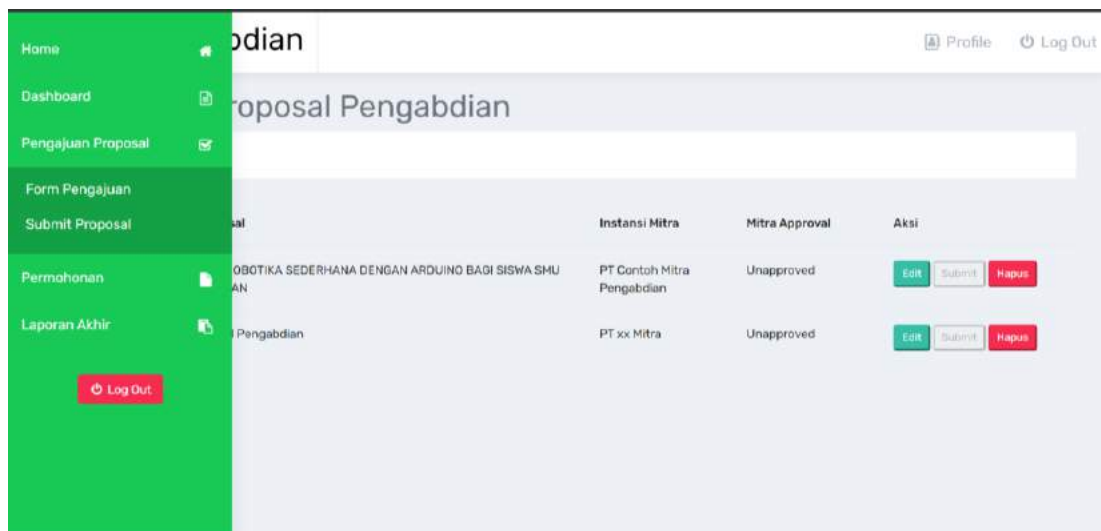 Home
Dashboard
Pengajuan Proposal
Form Pengajuan
Submit Proposal
Permohonan
Laporan Akhir
Log Out
odian
Profile
Log Out
roposal Pengabdian
sal
Instansi Mitra
Mitra Approval
Aksi
OBOTIKA SEDERHANA DENGAN ARDUINO BAGI SISWA SMU
AN
PT Contoh Mitra
Pengabdian
Unapproved
Edit
Submit
Hapus
l Pengabdian
PT xx Mitra
Unapproved
Edit
Submit
Hapus